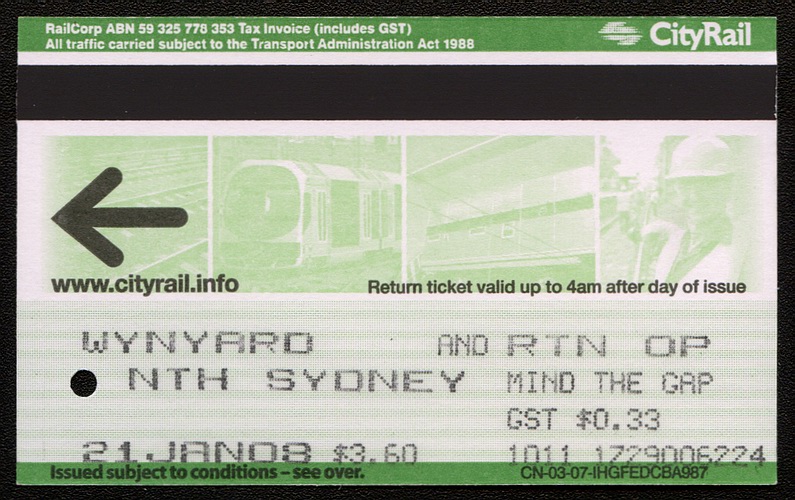 RailCorp ABN 59 325 778 353 Tax Invoice (includes GST)
All traffic carried subject to the Transport Administration Act 1988
CityRail
www.cityrail.info
Return ticket valid up to 4am after day of issue
WYNYARD AND RTN OP
NTH SYDNEY MIND THE GAP
GST $0.33
21JAN08 $3.60 1011 1729006224
Issued subject to conditions – see over.
CN-03-07-IHGFEDCBA987